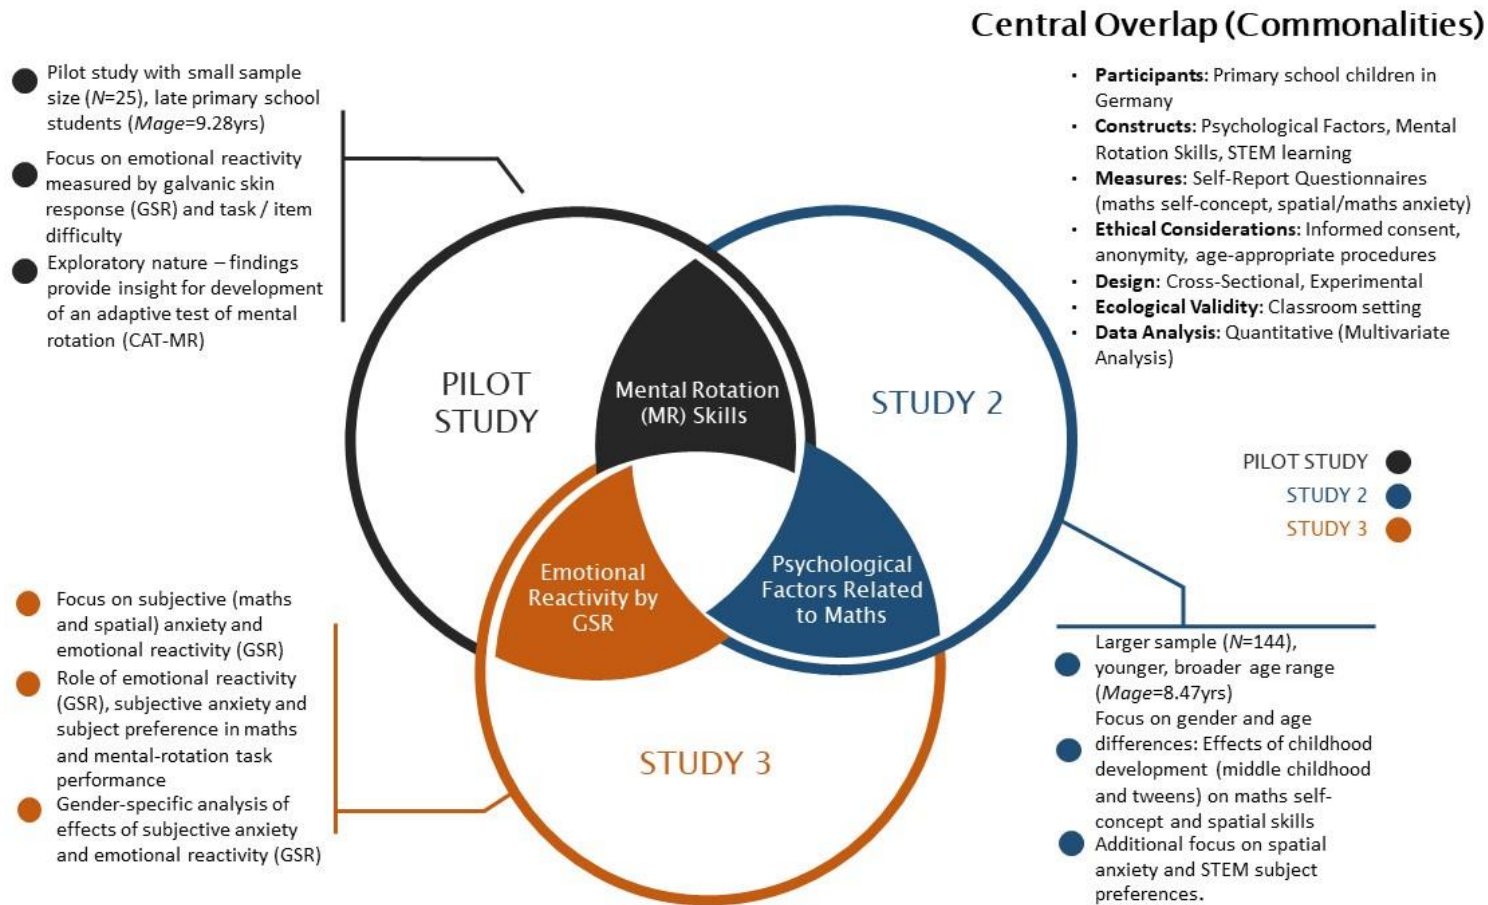 Central Overlap (Commonalities)
• Participants: Primary school children in
Germany
• Constructs: Psychological Factors, Mental
Rotation Skills, STEM learning
• Measures: Self-Report Questionnaires
(maths self-concept, spatial/maths anxiety)
• Ethical Considerations: Informed consent,
anonymity, age-appropriate procedures
• Design: Cross-Sectional, Experimental
• Ecological Validity: Classroom setting
• Data Analysis: Quantitative (Multivariate
Analysis)
Pilot study with small sample
size (N=25), late primary school
students (Mage=9.28yrs)
Focus on emotional reactivity
measured by galvanic skin
response (GSR) and task / item
difficulty
Exploratory nature – findings
provide insight for development
of an adaptive test of mental
rotation (CAT-MR)
PILOT
STUDY
Mental Rotation
(MR) Skills
STUDY 2
PILOT STUDY
STUDY 2
STUDY 3
Emotional
Reactivity by
GSR
Psychological
Factors Related
to Maths
STUDY 3
Focus on subjective (maths
and spatial) anxiety and
emotional reactivity (GSR)
Role of emotional reactivity
(GSR), subjective anxiety and
subject preference in maths
and mental-rotation task
performance
Gender-specific analysis of
effects of subjective anxiety
and emotional reactivity (GSR)
Larger sample (N=144),
younger, broader age range
(Mage=8.47yrs)
Focus on gender and age
differences: Effects of childhood
development (middle childhood
and tweens) on maths self-
concept and spatial skills
Additional focus on spatial
anxiety and STEM subject
preferences.